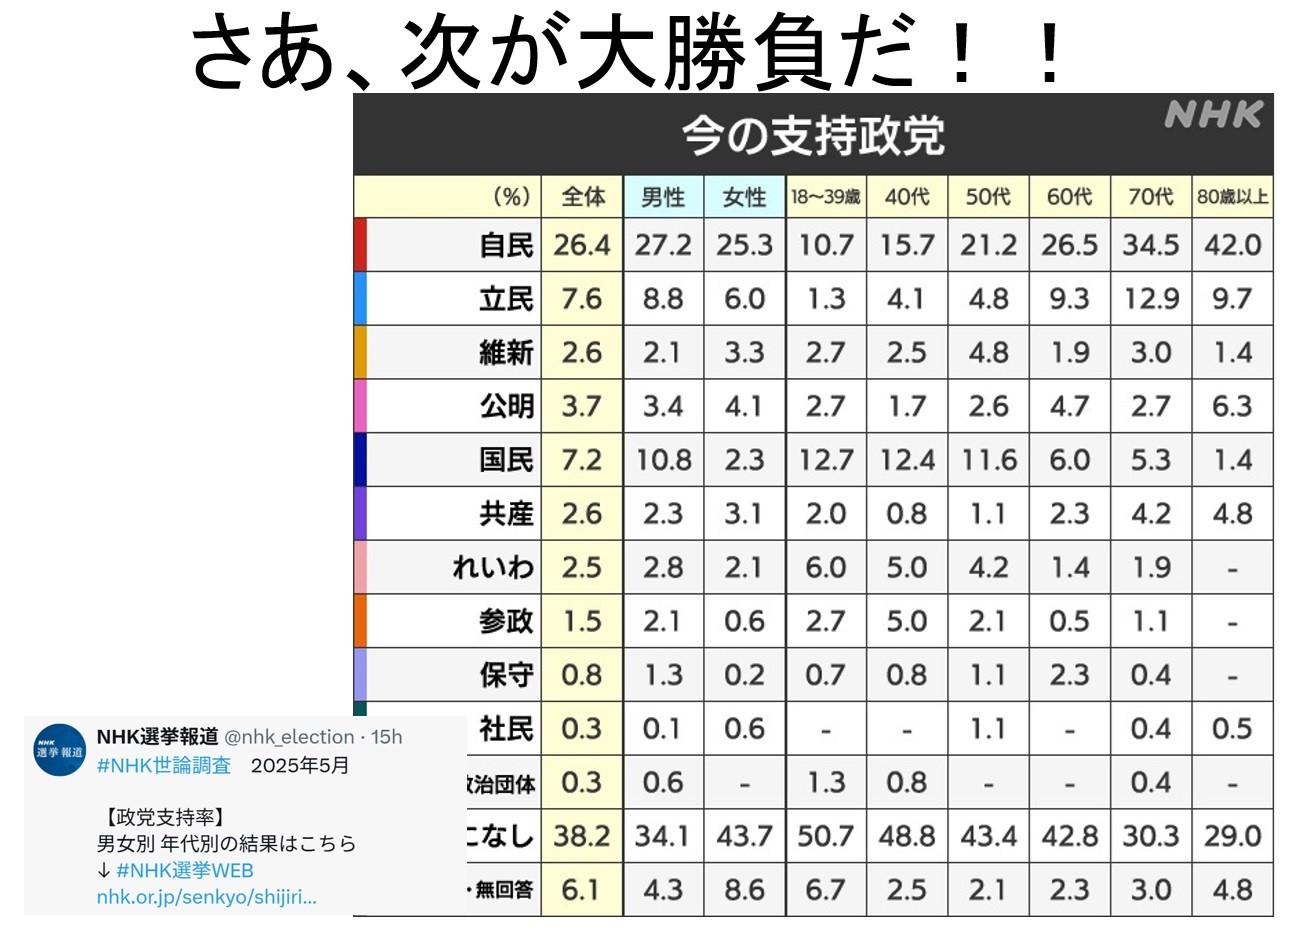 さあ、次が大勝負だ！！
今の支持政党
NHK
(%) 全体 男性 女性 18～39歳 40代 50代 60代 70代 80歳以上
自民 26.4 27.2 25.3 10.7 15.7 21.2 26.5 34.5 42.0
立民 7.6 8.8 6.0 1.3 4.1 4.8 9.3 12.9 9.7
維新 2.6 2.1 3.3 2.7 2.5 4.8 1.9 3.0 1.4
公明 3.7 3.4 4.1 2.7 1.7 2.6 4.7 2.7 6.3
国民 7.2 10.8 2.3 12.7 12.4 11.6 6.0 5.3 1.4
共産 2.6 2.3 3.1 2.0 0.8 1.1 2.3 4.2 4.8
れいわ 2.5 2.8 2.1 6.0 5.0 4.2 1.4 1.9 -
参政 1.5 2.1 0.6 2.7 5.0 2.1 0.5 1.1 -
保守 0.8 1.3 0.2 0.7 0.8 1.1 2.3 0.4 -
社民 0.3 0.1 0.6 - - 1.1 - 0.4 0.5
治団体 0.3 0.6 - 1.3 0.8 - - 0.4 -
なし 38.2 34.1 43.7 50.7 48.8 43.4 42.8 30.3 29.0
・無回答 6.1 4.3 8.6 6.7 2.5 2.1 2.3 3.0 4.8
NHK
選挙報道
NHK選挙報道 @nhk_election · 15h
#NHK世論調査 2025年5月
【政党支持率】
男女別 年代別の結果はこちら
↓ #NHK選挙WEB
nhk.or.jp/senkyo/shijiri...